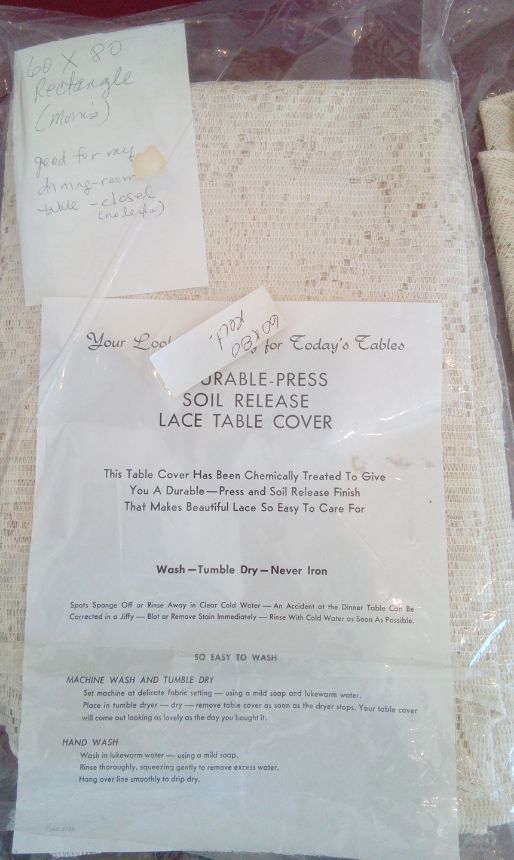 60 X 80
Rectangle
(Mom's)
good for my
dining-room
table - closed
(no leafs)
60x80
rect.
Your for Today's Tables
DURABLE-PRESS
SOIL RELEASE
LACE TABLE COVER
This Table Cover Has Been Chemically Treated To Give
You A Durable—Press and Soil Release Finish
That Makes Beautiful Lace So Easy To Care For
Wash—Tumble Dry—Never Iron
Spots Sponge Off or Rinse Away in Clear Cold Water — An Accident at the Dinner Table Can Be
Corrected in a Jiffy — Blot or Remove Stain Immediately — Rinse With Cold Water as Soon As Possible.
SO EASY TO WASH
MACHINE WASH AND TUMBLE DRY
Set machine at delicate fabric setting — using a mild soap and lukewarm water.
Place in tumble dryer — dry — remove table cover as soon as the dryer stops. Your table cover
will come out looking as lovely as the day you bought it.
HAND WASH
Wash in lukewarm water — using a mild soap.
Rinse thoroughly, squeezing gently to remove excess water.
Hang over line smoothly to drip dry.